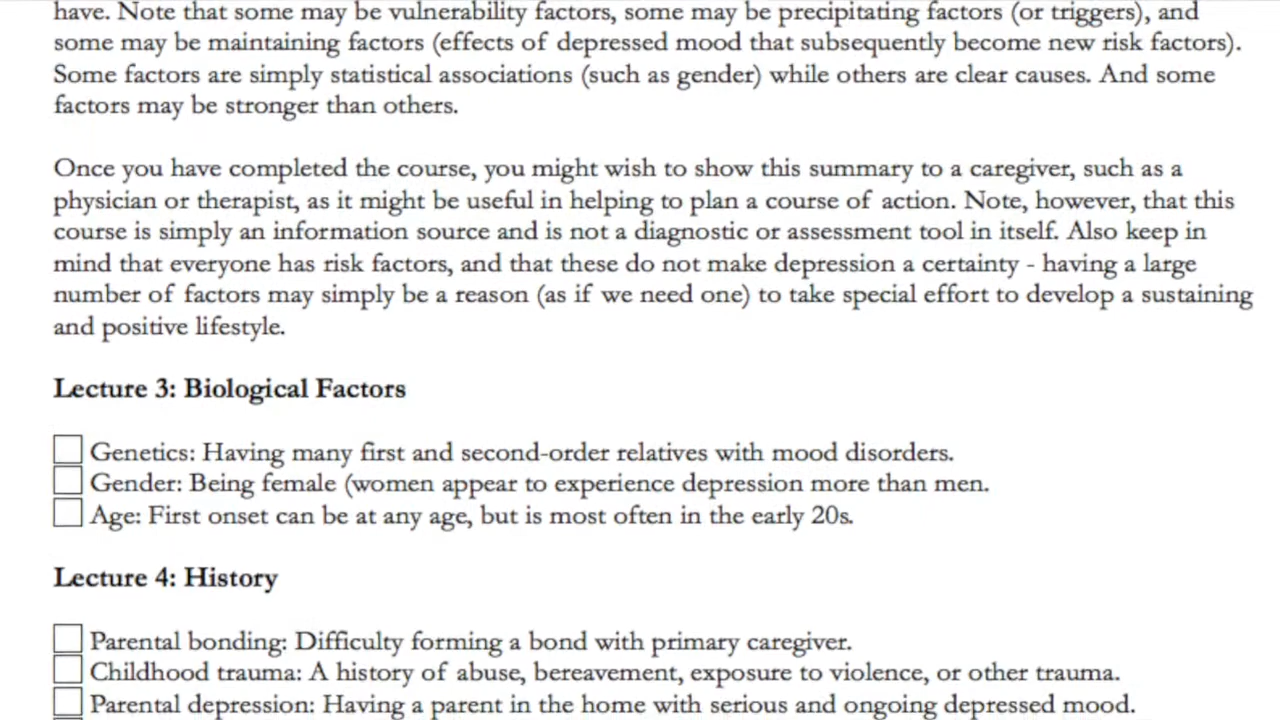 have. Note that some may be vulnerability factors, some may be precipitating factors (or triggers), and
some may be maintaining factors (effects of depressed mood that subsequently become new risk factors).
Some factors are simply statistical associations (such as gender) while others are clear causes. And some
factors may be stronger than others.
Once you have completed the course, you might wish to show this summary to a caregiver, such as a
physician or therapist, as it might be useful in helping to plan a course of action. Note, however, that this
course is simply an information source and is not a diagnostic or assessment tool in itself. Also keep in
mind that everyone has risk factors, and that these do not make depression a certainty - having a large
number of factors may simply be a reason (as if we need one) to take special effort to develop a sustaining
and positive lifestyle.
Lecture 3: Biological Factors
Genetics: Having many first and second-order relatives with mood disorders.
Gender: Being female (women appear to experience depression more than men.
Age: First onset can be at any age, but is most often in the early 20s.
Lecture 4: History
Parental bonding: Difficulty forming a bond with primary caregiver.
Childhood trauma: A history of abuse, bereavement, exposure to violence, or other trauma.
Parental depression: Having a parent in the home with serious and ongoing depressed mood.